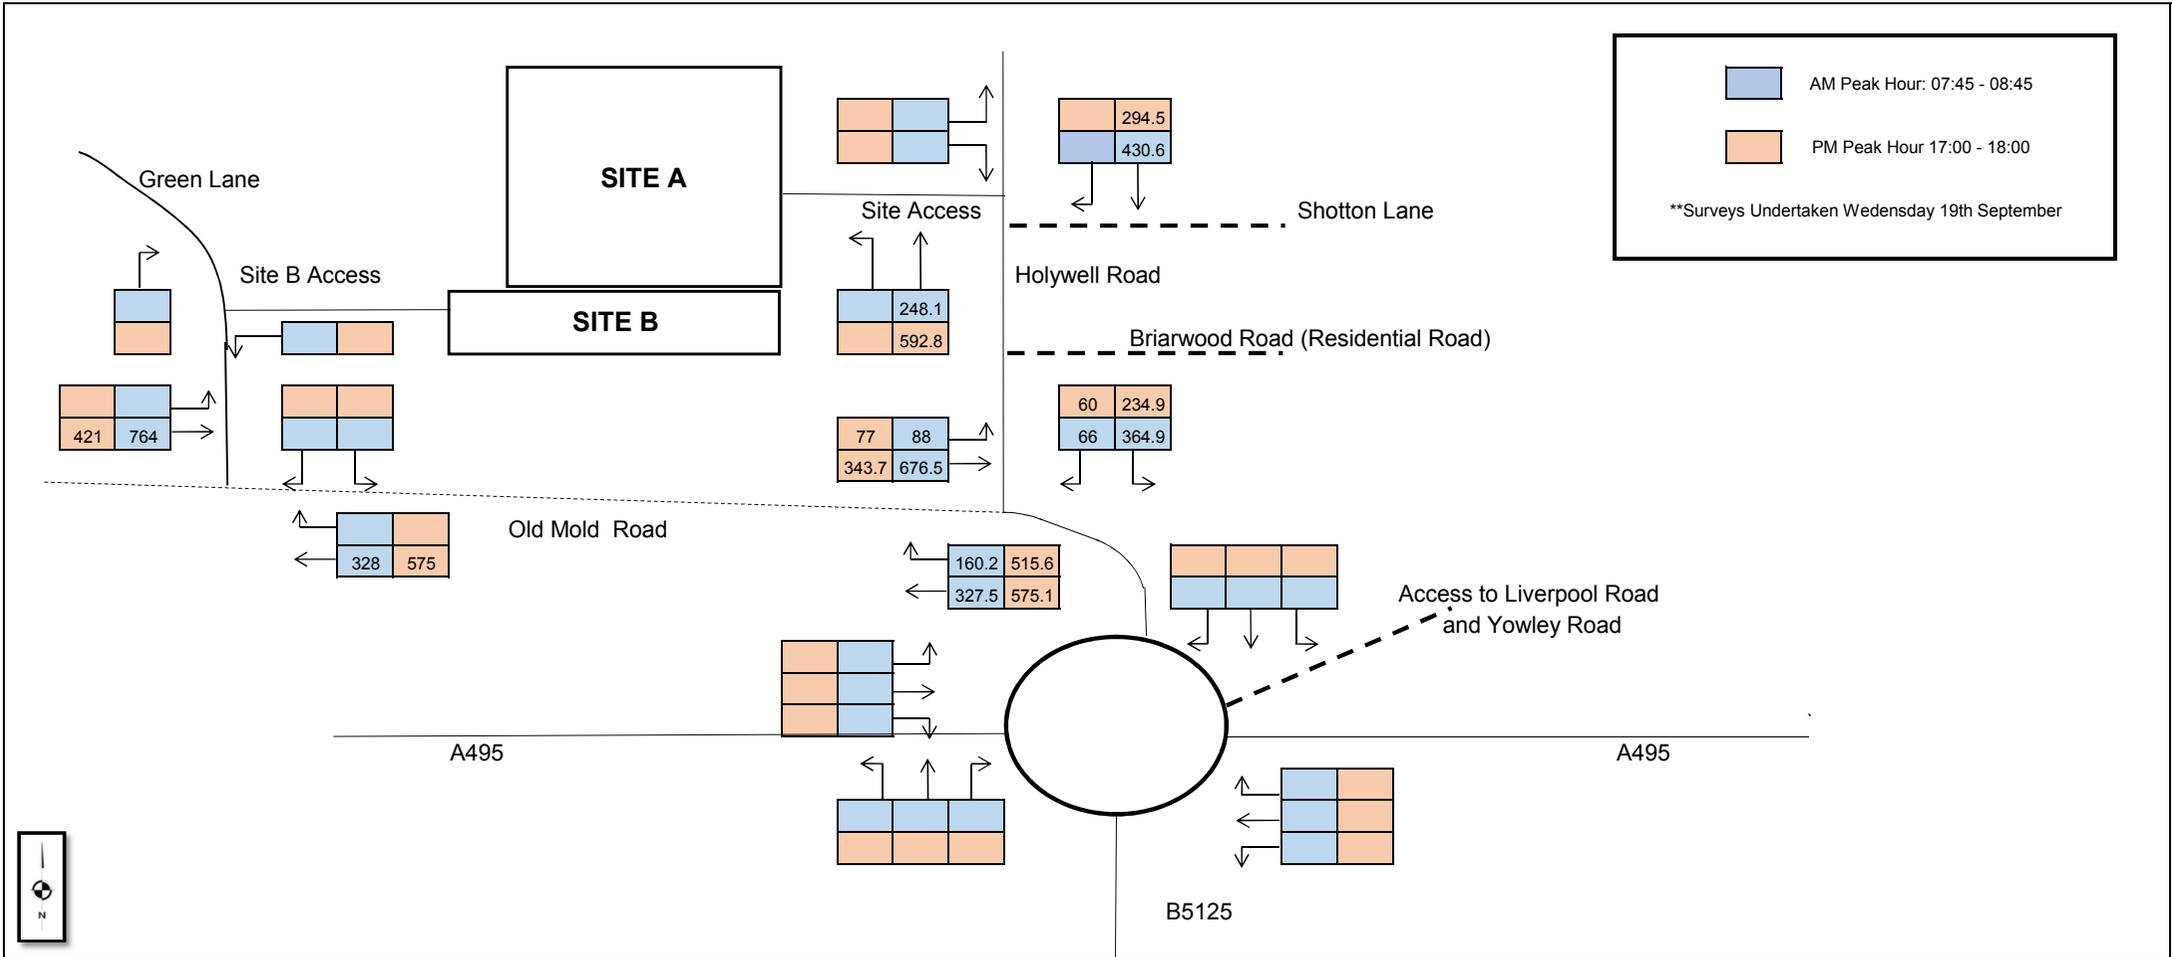 AM Peak Hour: 07:45 - 08:45
PM Peak Hour 17:00 - 18:00
**Surveys Undertaken Wedensday 19th September
294.5
430.6
SITE A
Green Lane
Site Access
Shotton Lane
Site B Access
Holywell Road
248.1
592.8
SITE B
Briarwood Road (Residential Road)
60 234.9
66 364.9
421 764
77 88
343.7 676.5
Old Mold Road
328 575
160.2 515.6
327.5 575.1
Access to Liverpool Road
and Yowley Road
A495
A495
B5125
N